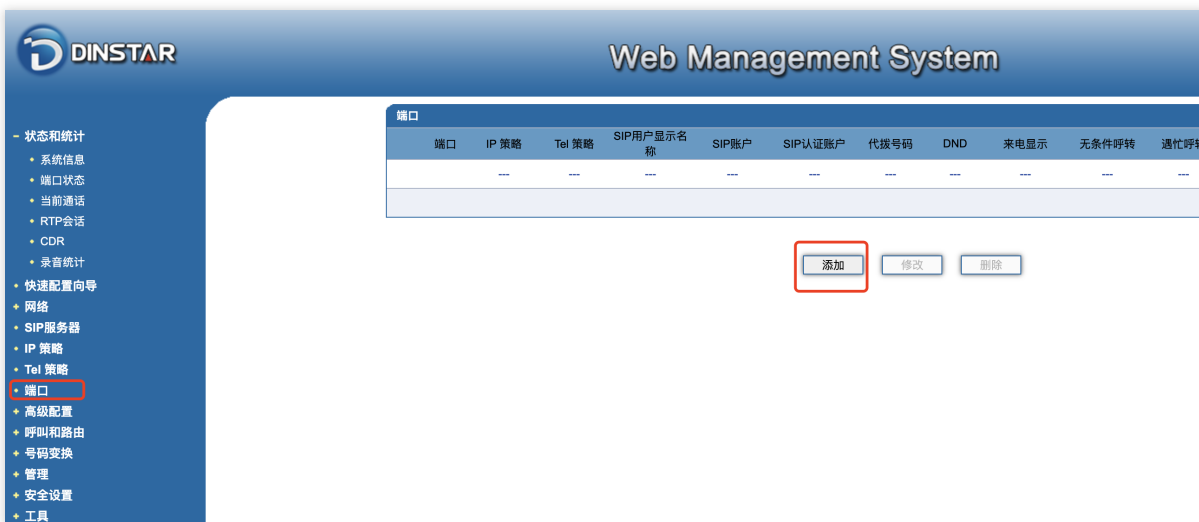 DINSTAR
Web Management System
− 状态和统计
• 系统信息
• 端口状态
• 当前通话
• RTP会话
• CDR
• 录音统计
• 快速配置向导
+ 网络
• SIP服务器
• IP 策略
• Tel 策略
• 端口
+ 高级配置
+ 呼叫和路由
+ 号码变换
+ 管理
+ 安全设置
+ 工具
端口
端口 IP 策略 Tel 策略 SIP用户显示名称 SIP账户 SIP认证账户 代拨号码 DND 来电显示 无条件呼转 遇忙呼转
--- --- --- --- --- --- --- --- --- ---
添加 修改 删除